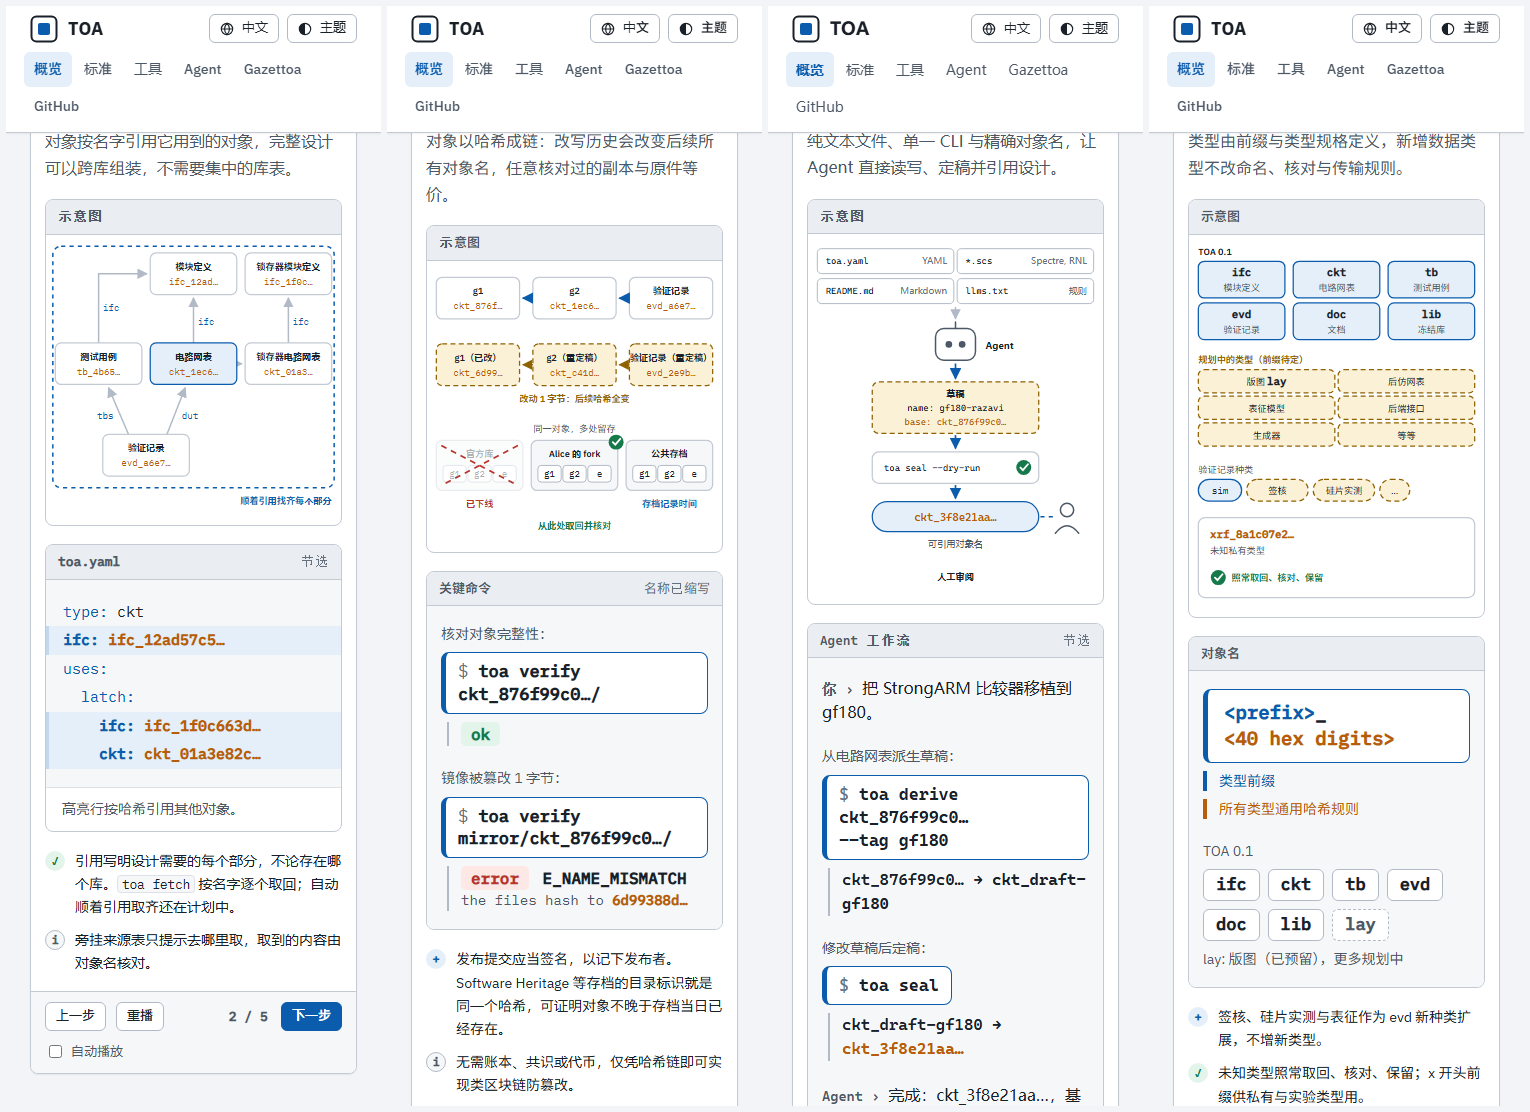 TOA
中文
主题
概览
标准
工具
Agent
Gazettoa
GitHub
对象按名字引用它用到的对象，完整设计
可以跨库组装，不需要集中的库表。
示意图
模块定义
ifc_12ad…
锁存器模块定义
ifc_1f0c…
ifc
ifc
ifc
测试用例
tb_4b65…
电路网表
ckt_1ec6…
锁存器电路网表
ckt_01a3…
tbs
dut
验证记录
evd_a6e7…
顺着引用找齐每个部分
toa.yaml
节选
type: ckt
ifc: ifc_12ad57c5…
uses:
latch:
ifc: ifc_1f0c663d…
ckt: ckt_01a3e82c…
高亮行按哈希引用其他对象。
✓ 引用写明设计需要的每个部分，不论存在哪
个库。toa fetch 按名字逐个取回；自动
顺着引用取齐还在计划中。
i 旁挂来源表只提示去哪里取，取到的内容由
对象名核对。
上一步
重播
2 / 5
下一步
自动播放
TOA
中文
主题
概览
标准
工具
Agent
Gazettoa
GitHub
对象以哈希成链：改写历史会改变后续所
有对象名，任意核对过的副本与原件等
价。
示意图
g1
ckt_876f…
g2
ckt_1ec6…
验证记录
evd_a6e7…
g1（已改）
ckt_6d99…
g2（重定稿）
ckt_c41d…
验证记录（重定稿）
evd_2e9b…
改动 1 字节：后续哈希全变
同一对象，多处留存
官方库
g1
g2
e
Alice 的 fork
g1
g2
e
公共存档
g1
g2
e
已下线
存档记录时间
从此处取回并核对
关键命令
名称已缩写
核对对象完整性：
$ toa verify
ckt_876f99c0…/
ok
镜像被篡改 1 字节：
$ toa verify
mirror/ckt_876f99c0…/
error E_NAME_MISMATCH
the files hash to 6d99388d…
+ 发布提交应当签名，以记下发布者。
Software Heritage 等存档的目录标识就是
同一个哈希，可证明对象不晚于存档当日已
经存在。
i 无需账本、共识或代币，仅凭哈希链即可实
现类区块链防篡改。
TOA
中文
主题
概览
标准
工具
Agent
Gazettoa
GitHub
纯文本文件、单一 CLI 与精确对象名，让
Agent 直接读写、定稿并引用设计。
示意图
toa.yaml
YAML
*.scs
Spectre, RNL
README.md
Markdown
llms.txt
规则
Agent
草稿
name: gf180-razavi
base: ckt_876f99c0…
toa seal --dry-run
ckt_3f8e21aa…
可引用对象名
人工审阅
Agent 工作流
节选
你 › 把 StrongARM 比较器移植到
gf180。
从电路网表派生草稿：
$ toa derive
ckt_876f99c0…
--tag gf180
ckt_876f99c0… → ckt_draft-
gf180
修改草稿后定稿：
$ toa seal
ckt_draft-gf180 →
ckt_3f8e21aa…
Agent › 完成：ckt_3f8e21aa…，基
TOA
中文
主题
概览
标准
工具
Agent
Gazettoa
GitHub
类型由前缀与类型规格定义，新增数据类
型不改命名、核对与传输规则。
示意图
TOA 0.1
ifc
模块定义
ckt
电路网表
tb
测试用例
evd
验证记录
doc
文档
lib
冻结库
规划中的类型（前缀待定）
版图 lay
后仿网表
表征模型
后端接口
生成器
等等
验证记录种类
sim
签核
硅片实测
…
xrf_8a1c07e2…
未知私有类型
照常取回、核对、保留
对象名
<prefix>_
<40 hex digits>
类型前缀
所有类型通用哈希规则
TOA 0.1
ifc
ckt
tb
evd
doc
lib
lay
lay: 版图（已预留），更多规划中
+ 签核、硅片实测与表征作为 evd 新种类扩
展，不增新类型。
✓ 未知类型照常取回、核对、保留；x 开头前
缀供私有与实验类型用。